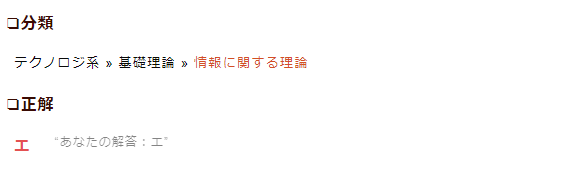 ❏分類
テクノロジ系 » 基礎理論 » 情報に関する理論
❏正解
エ “あなたの解答：エ”